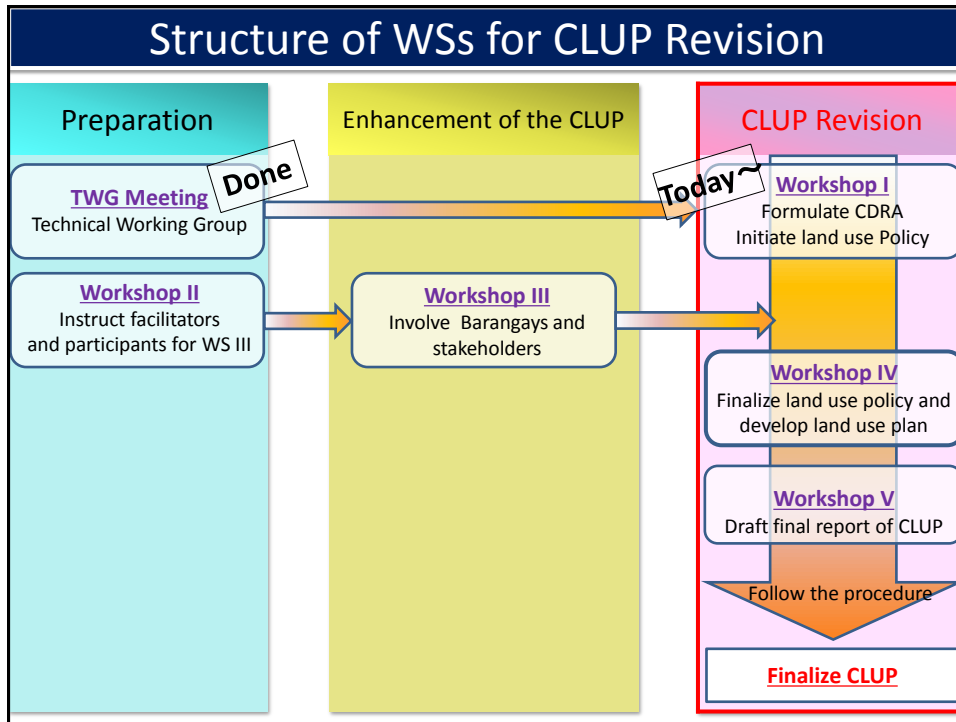 Structure of WSs for CLUP Revision
Preparation
Enhancement of the CLUP
CLUP Revision
Done
Today～
TWG Meeting
Technical Working Group
Workshop I
Formulate CDRA
Initiate land use Policy
Workshop II
Instruct facilitators
and participants for WS III
Workshop III
Involve Barangays and
stakeholders
Workshop IV
Finalize land use policy and
develop land use plan
Workshop V
Draft final report of CLUP
Follow the procedure
Finalize CLUP